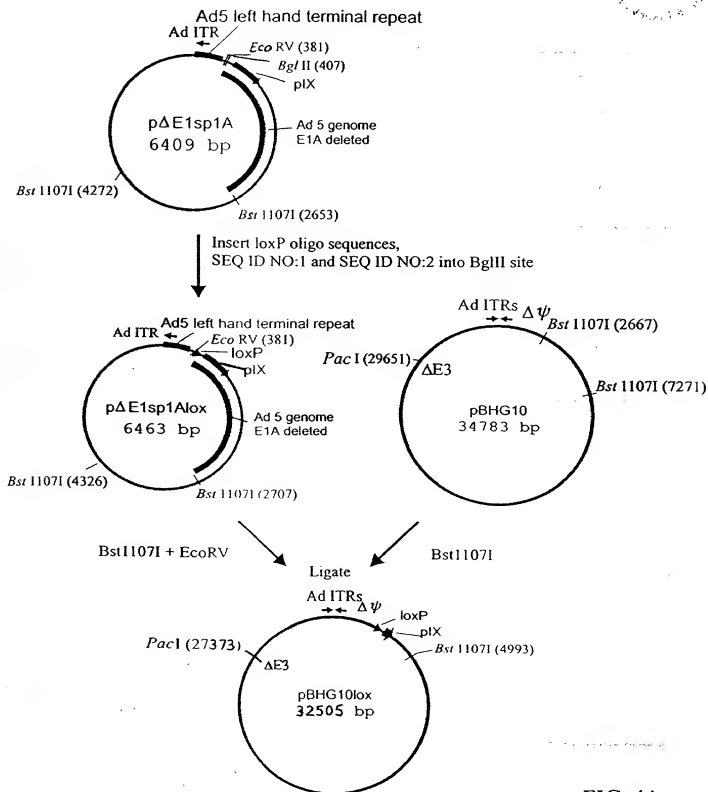 Ad5 left hand terminal repeat
Ad ITR
Eco RV (381)
Bgl II (407)
pIX
pΔE1sp1A
6409 bp
Ad 5 genome
E1A deleted
Bst 1107I (4272)
Bst 1107I (2653)
Insert loxP oligo sequences,
SEQ ID NO:1 and SEQ ID NO:2 into BglII site
Ad5 left hand terminal repeat
Ad ITR
Eco RV (381)
loxP
pIX
pΔE1sp1Alox
6463 bp
Ad 5 genome
E1A deleted
Bst 1107I (4326)
Bst 1107I (2707)
Ad ITRs
Δψ
Bst 1107I (2667)
Pac I (29651)
ΔE3
Bst 1107I (7271)
pBHG10
34783 bp
Bst1107I + EcoRV
Bst1107I
Ligate
Ad ITRs
Δψ
loxP
pIX
PacI (27373)
Bst 1107I (4993)
ΔE3
pBHG10lox
32505 bp